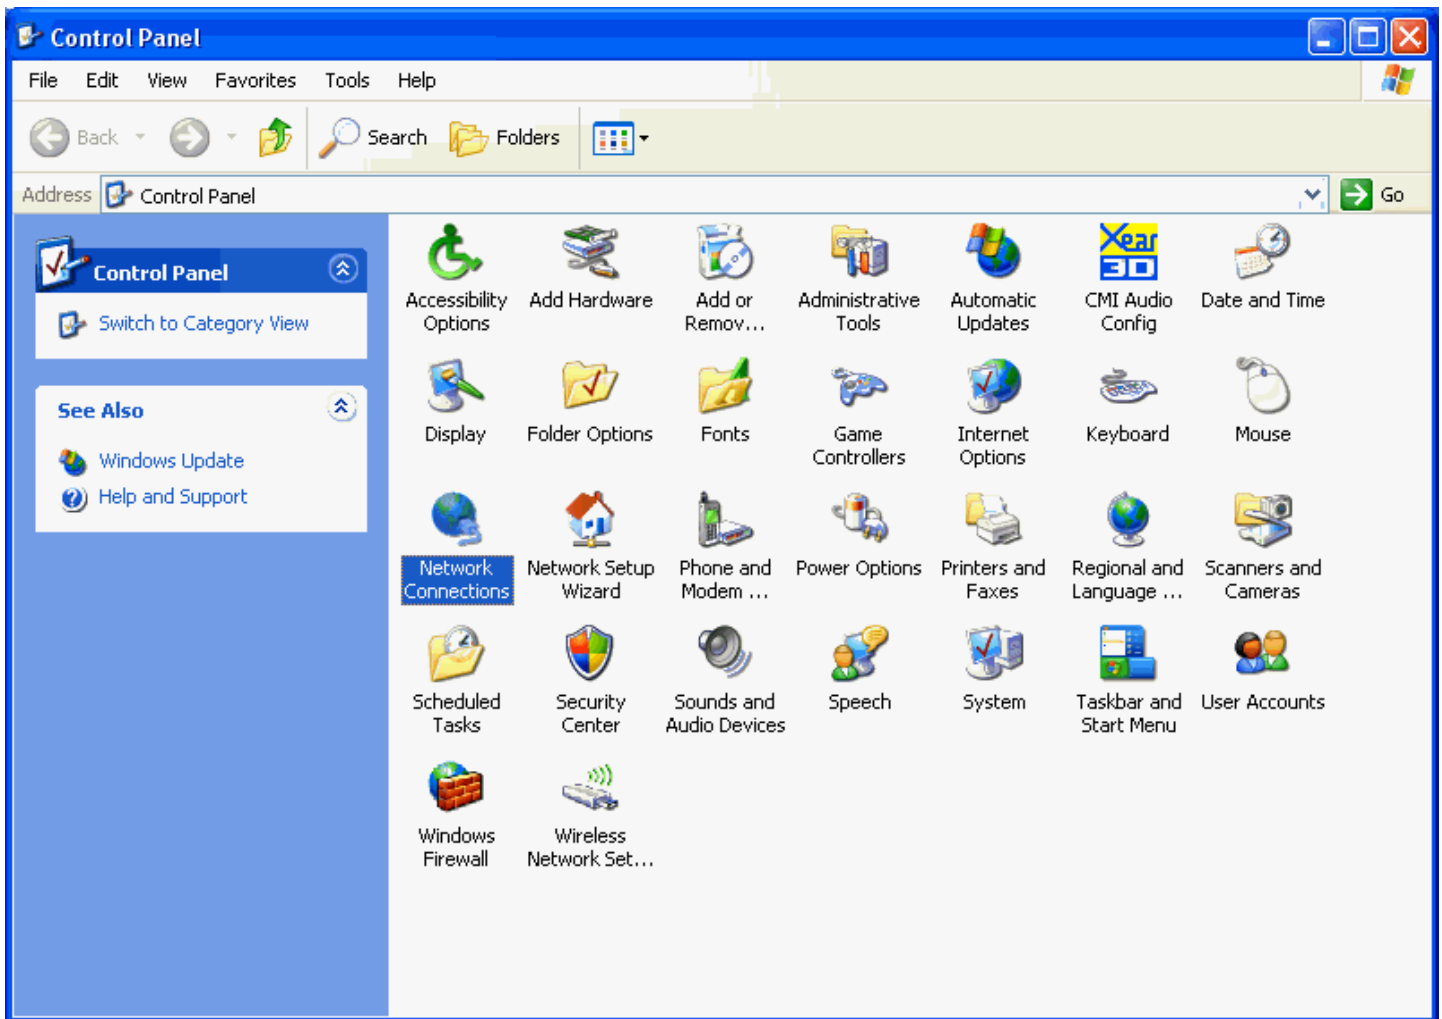 Control Panel
File Edit View Favorites Tools Help
Back Search Folders
Address Control Panel Go
Control Panel
Switch to Category View
See Also
Windows Update
Help and Support
Accessibility Options
Add Hardware
Add or Remov...
Administrative Tools
Automatic Updates
Xear 3D
CMI Audio Config
Date and Time
Display
Folder Options
Fonts
Game Controllers
Internet Options
Keyboard
Mouse
Network Connections
Network Setup Wizard
Phone and Modem ...
Power Options
Printers and Faxes
Regional and Language ...
Scanners and Cameras
Scheduled Tasks
Security Center
Sounds and Audio Devices
Speech
System
Taskbar and Start Menu
User Accounts
Windows Firewall
Wireless Network Set...